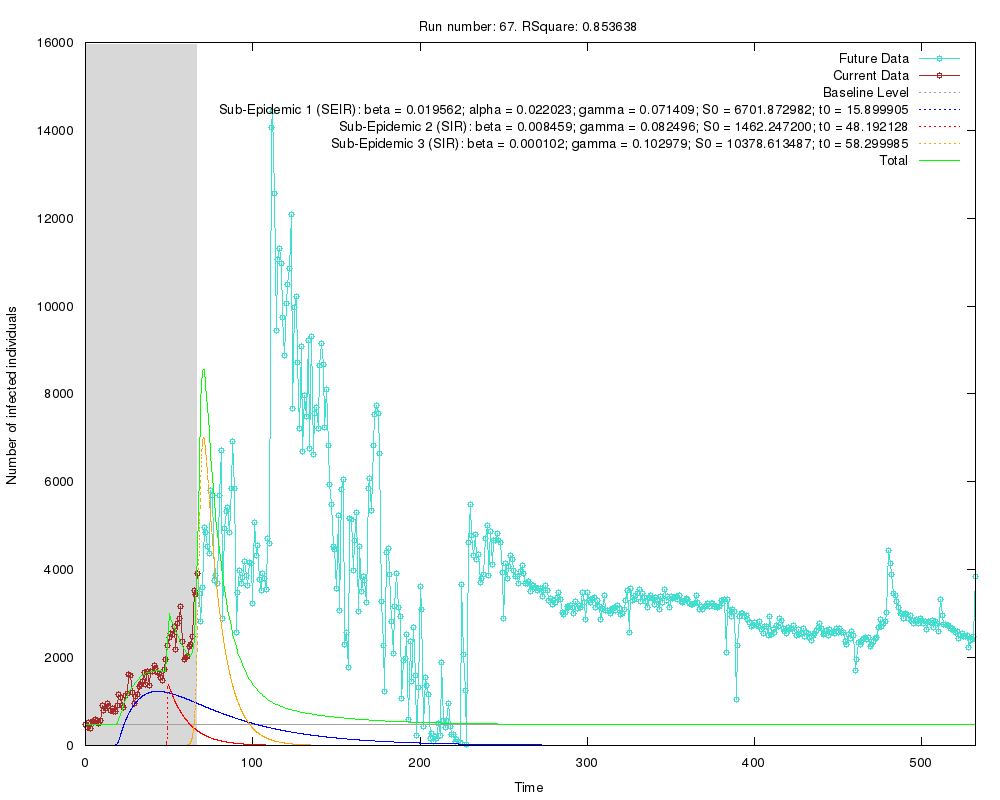 Run number: 67. RSquare: 0.853638
16000
14000
12000
10000
8000
6000
4000
2000
0
Number of infected individuals
Future Data
Current Data
Baseline Level
Sub-Epidemic 1 (SEIR): beta = 0.019562; alpha = 0.022023; gamma = 0.071409; S0 = 6701.872982; t0 = 15.899905
Sub-Epidemic 2 (SIR): beta = 0.008459; gamma = 0.082496; S0 = 1462.247200; t0 = 48.192128
Sub-Epidemic 3 (SIR): beta = 0.000102; gamma = 0.102979; S0 = 10378.613487; t0 = 58.299985
Total
0 100 200 300 400 500
Time